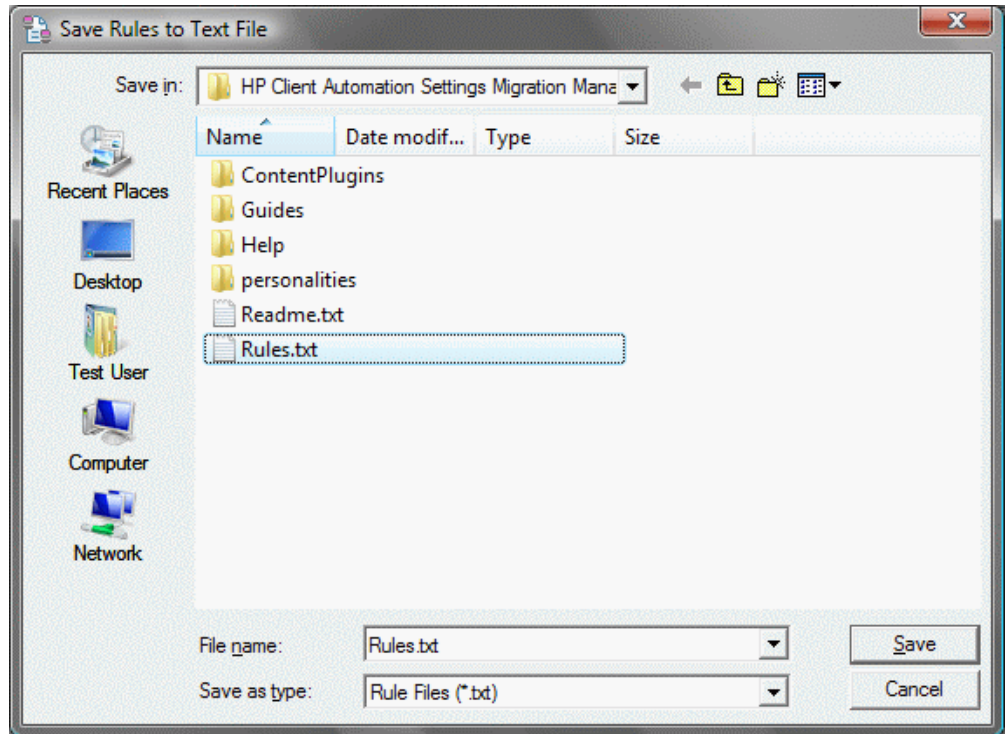 Save Rules to Text File
Save in:
HP Client Automation Settings Migration Mana
Name Date modif... Type Size
ContentPlugins
Guides
Help
personalities
Readme.txt
Rules.txt
Recent Places
Desktop
Test User
Computer
Network
File name: Rules.txt Save
Save as type: Rule Files (*.txt) Cancel